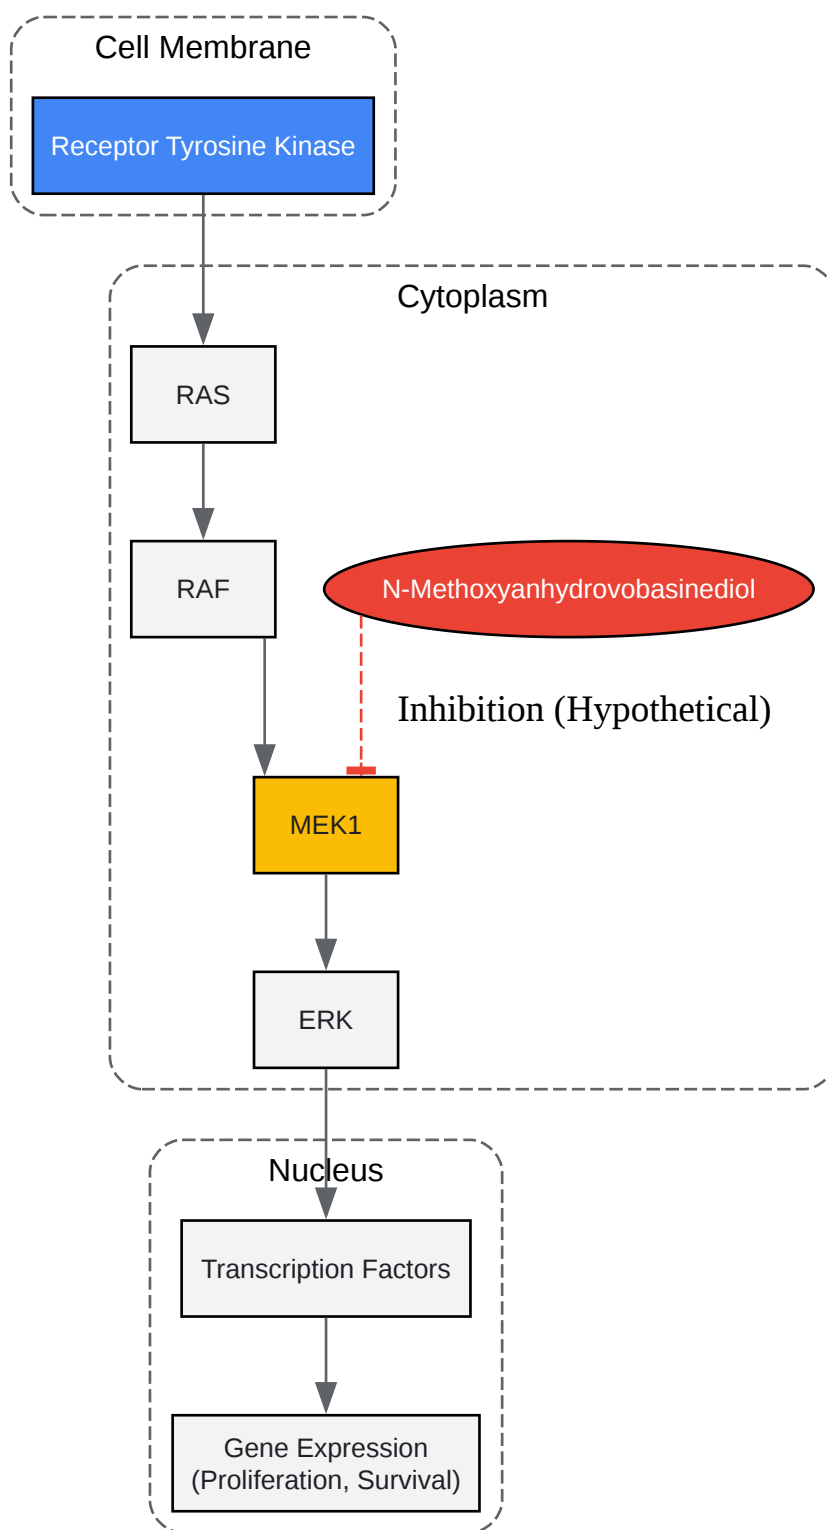 Cell Membrane
Receptor Tyrosine Kinase
Cytoplasm
RAS
RAF
N-Methoxyanhydrovobasinediol
Inhibition (Hypothetical)
MEK1
ERK
Nucleus
Transcription Factors
Gene Expression
(Proliferation, Survival)